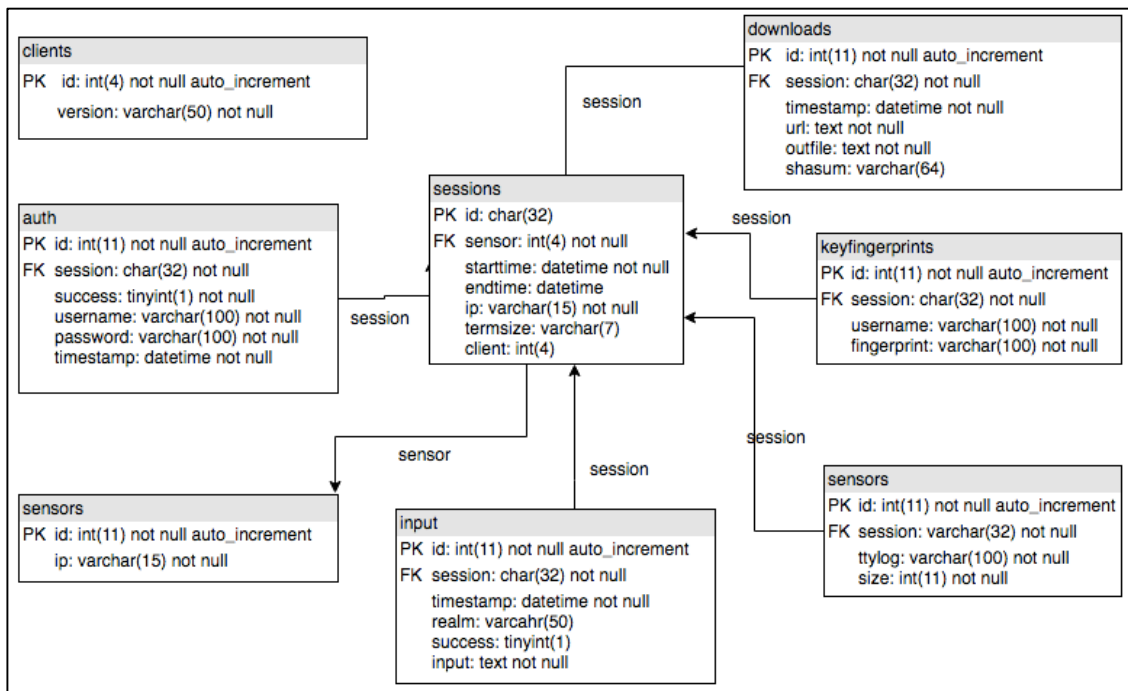 clients
PK id: int(4) not null auto_increment
version: varchar(50) not null
downloads
PK id: int(11) not null auto_increment
FK session: char(32) not null
timestamp: datetime not null
url: text not null
outfile: text not null
shasum: varchar(64)
session
sessions
PK id: char(32)
FK sensor: int(4) not null
starttime: datetime not null
endtime: datetime
ip: varchar(15) not null
termsize: varchar(7)
client: int(4)
auth
PK id: int(11) not null auto_increment
FK session: char(32) not null
success: tinyint(1) not null
username: varchar(100) not null
password: varchar(100) not null
timestamp: datetime not null
session
session
keyfingerprints
PK id: int(11) not null auto_increment
FK session: char(32) not null
username: varchar(100) not null
fingerprint: varchar(100) not null
session
sensor
session
sensors
PK id: int(11) not null auto_increment
ip: varchar(15) not null
input
PK id: int(11) not null auto_increment
FK session: char(32) not null
timestamp: datetime not null
realm: varcahr(50)
success: tinyint(1)
input: text not null
sensors
PK id: int(11) not null auto_increment
FK session: varchar(32) not null
ttylog: varchar(100) not null
size: int(11) not null